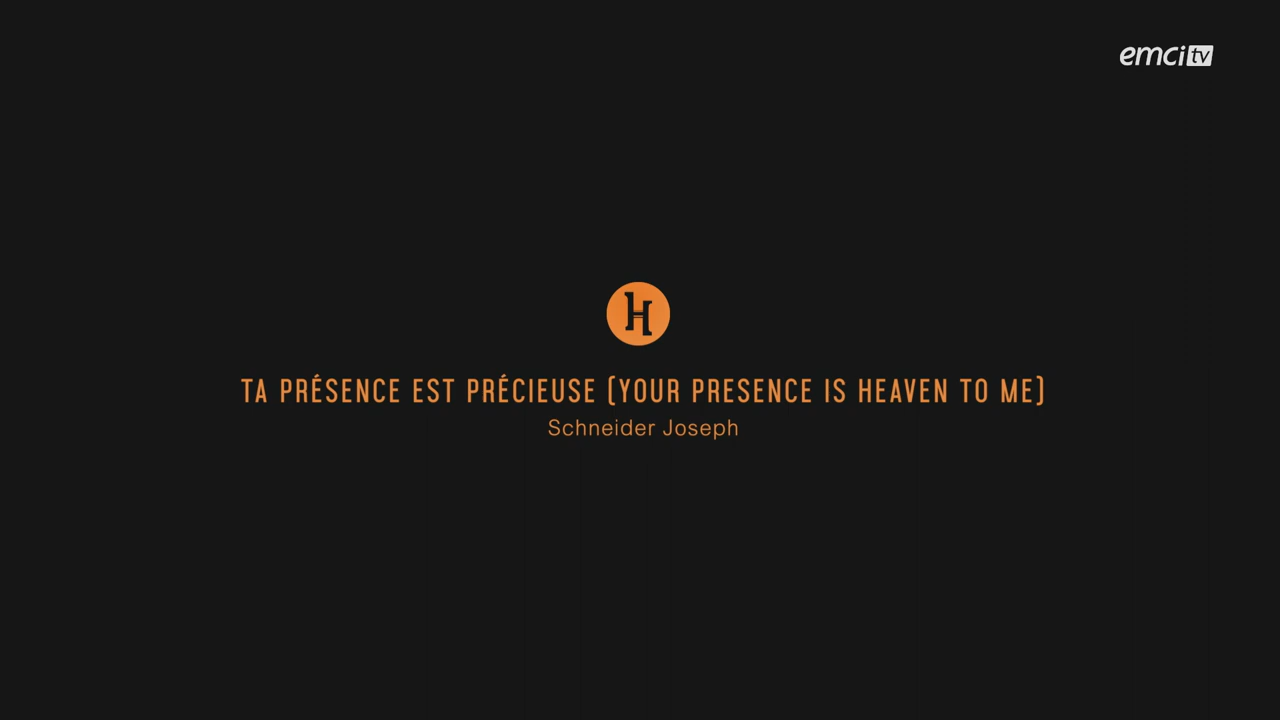 emci tv
H
TA PRÉSENCE EST PRÉCIEUSE (YOUR PRESENCE IS HEAVEN TO ME)
Schneider Joseph